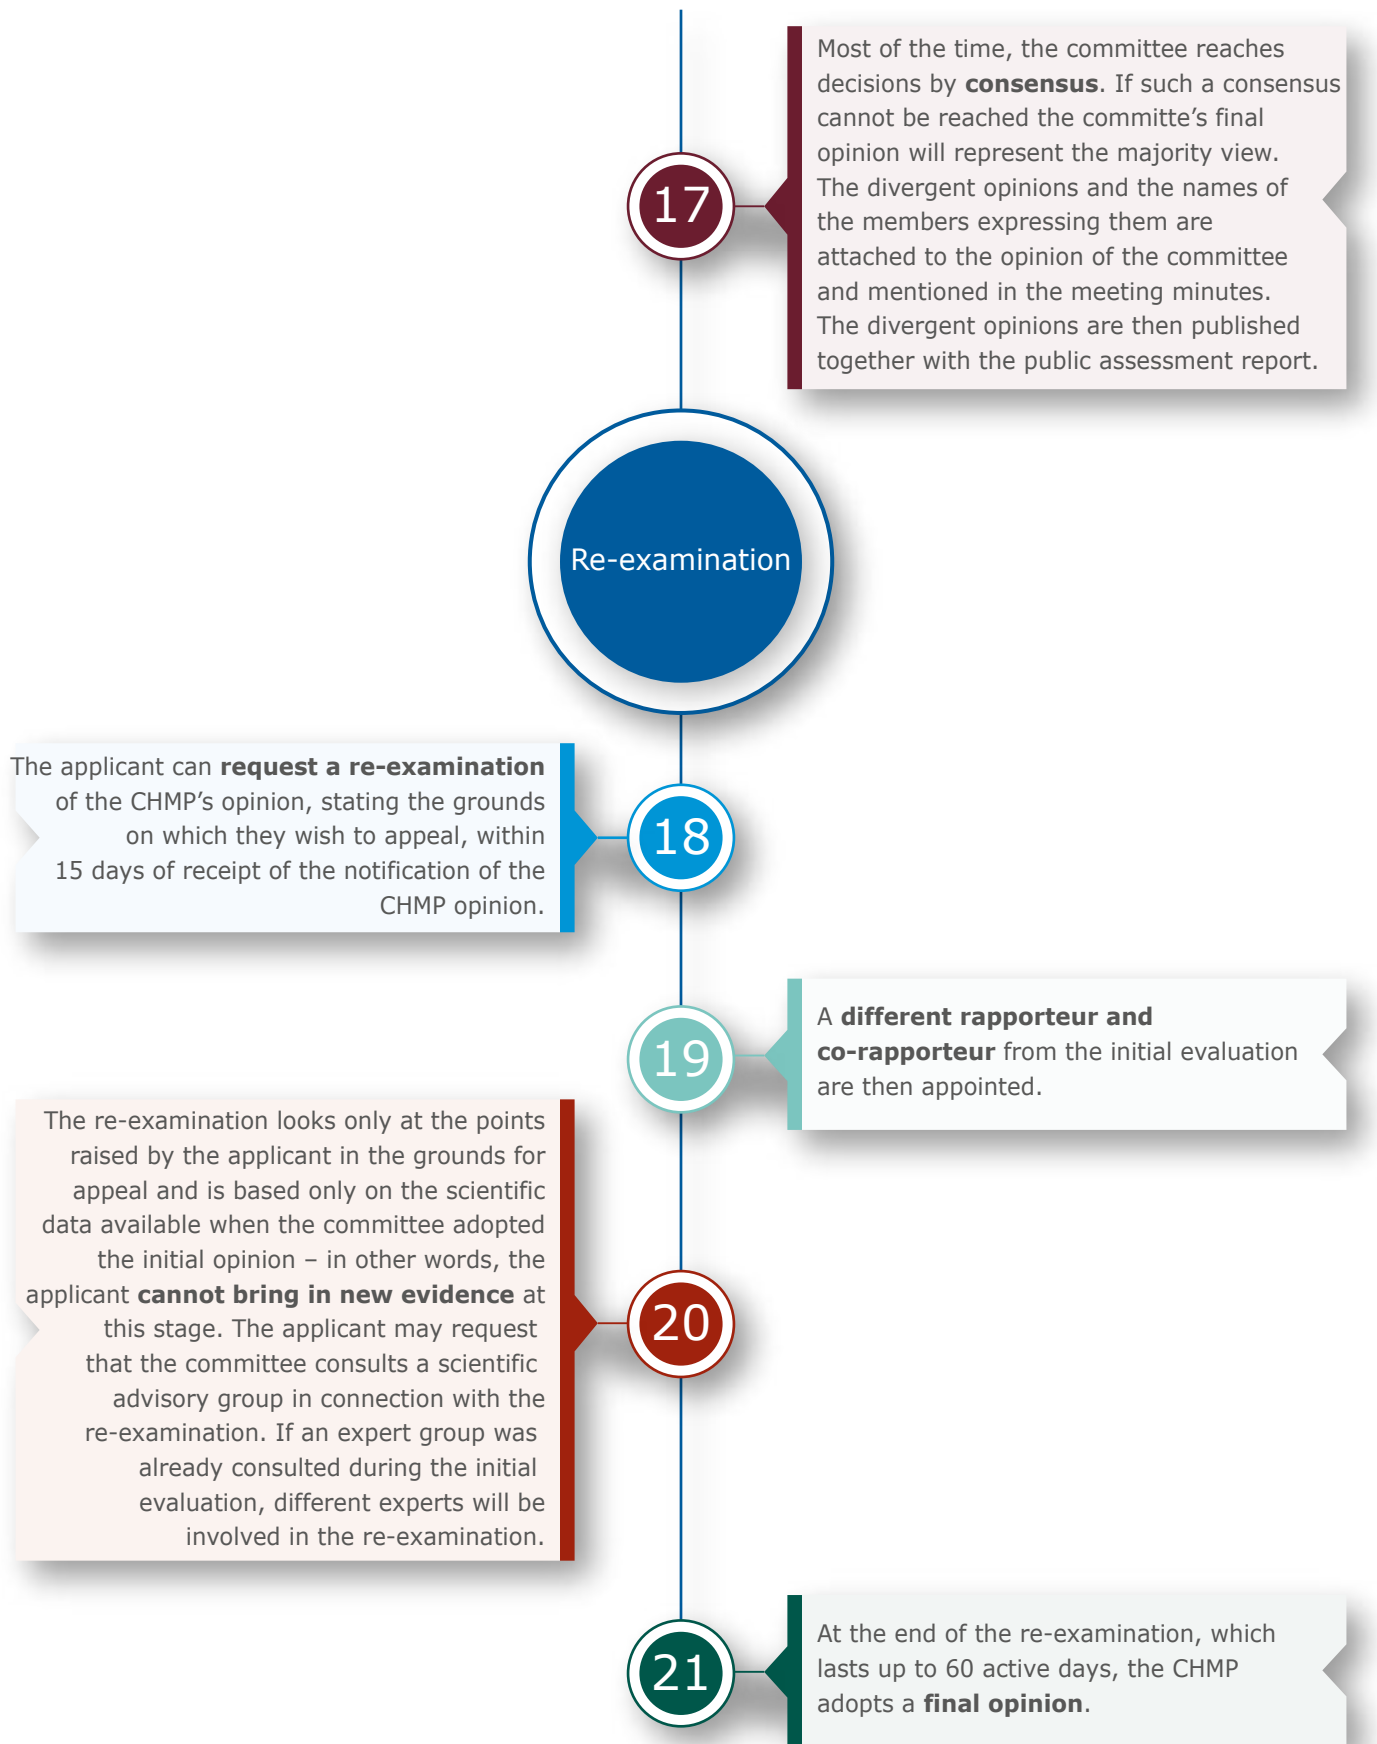 Most of the time, the committee reaches
decisions by consensus. If such a consensus
cannot be reached the committe’s final
opinion will represent the majority view.
The divergent opinions and the names of
the members expressing them are
attached to the opinion of the committee
and mentioned in the meeting minutes.
The divergent opinions are then published
together with the public assessment report.
17
Re-examination
The applicant can request a re-examination
of the CHMP’s opinion, stating the grounds
on which they wish to appeal, within
15 days of receipt of the notification of the
CHMP opinion.
18
19
A different rapporteur and
co-rapporteur from the initial evaluation
are then appointed.
The re-examination looks only at the points
raised by the applicant in the grounds for
appeal and is based only on the scientific
data available when the committee adopted
the initial opinion – in other words, the
applicant cannot bring in new evidence at
this stage. The applicant may request
that the committee consults a scientific
advisory group in connection with the
re-examination. If an expert group was
already consulted during the initial
evaluation, different experts will be
involved in the re-examination.
20
21
At the end of the re-examination, which
lasts up to 60 active days, the CHMP
adopts a final opinion.